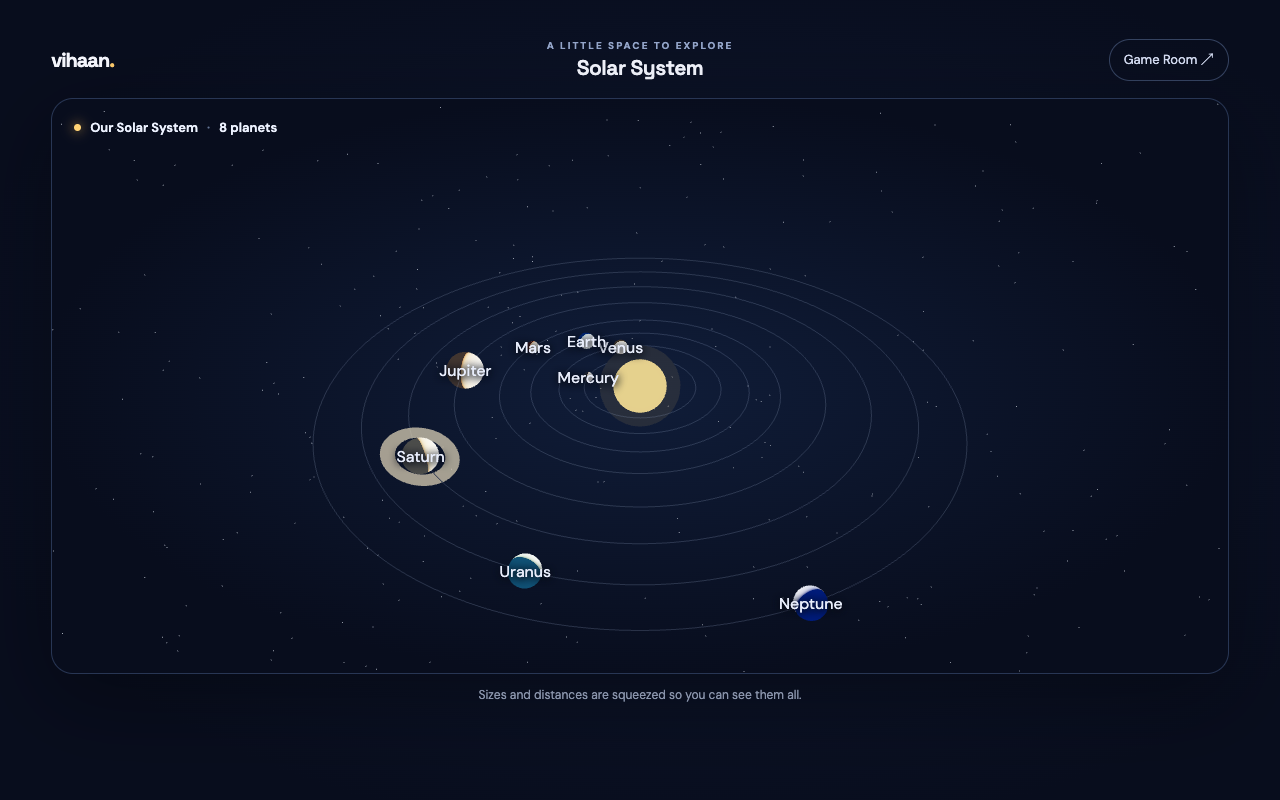 vihaan.
A LITTLE SPACE TO EXPLORE
Solar System
Game Room ↗
Our Solar System · 8 planets
Mars
Earth
Venus
Jupiter
Mercury
Saturn
Uranus
Neptune
Sizes and distances are squeezed so you can see them all.